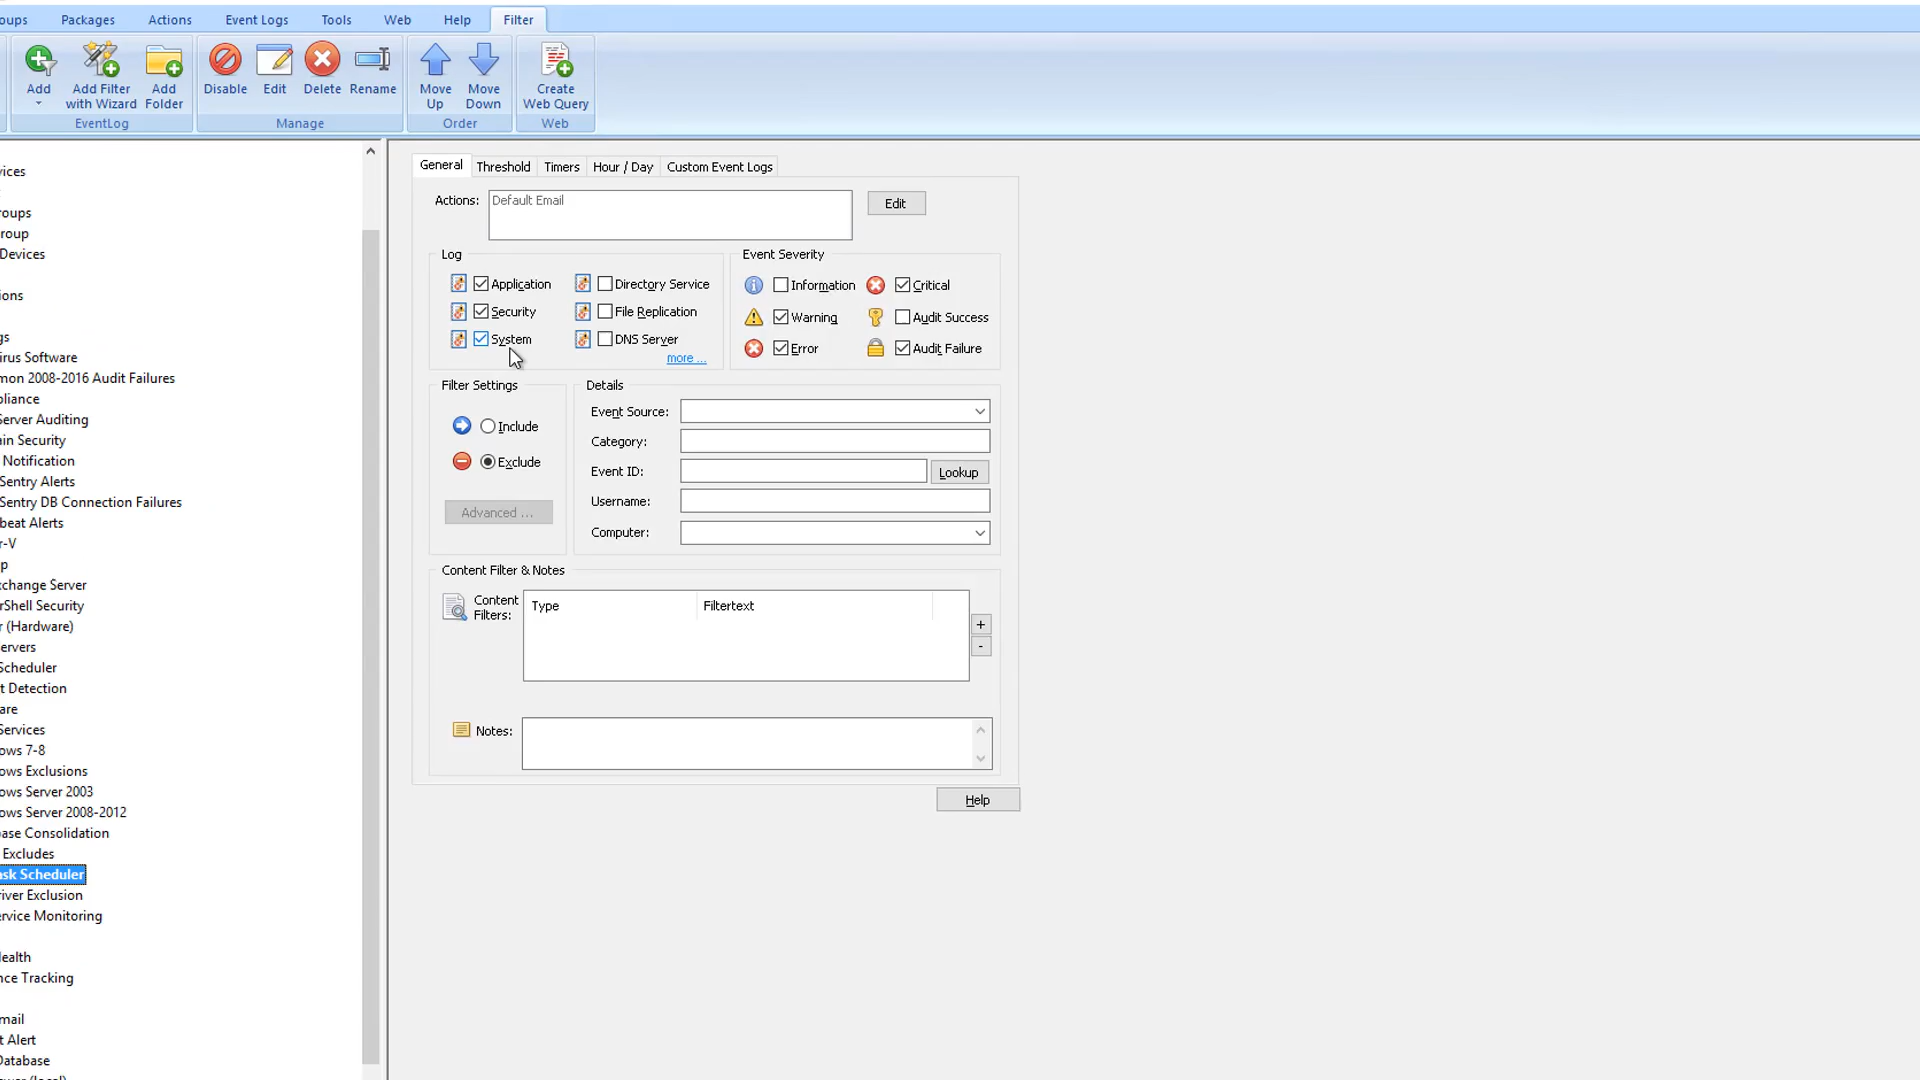 oups Packages Actions Event Logs Tools Web Help Filter
Add Add Filter with Wizard Add Folder Disable Edit Delete Rename Move Up Move Down Create Web Query
EventLog Manage Order Web
vices
roups
roup
Devices
ions
gs
irus Software
mon 2008-2016 Audit Failures
pliance
Server Auditing
ain Security
Notification
Sentry Alerts
Sentry DB Connection Failures
beat Alerts
r-V
p
xchange Server
rShell Security
r (Hardware)
ervers
Scheduler
t Detection
are
Services
ows 7-8
ows Exclusions
ows Server 2003
ows Server 2008-2012
ase Consolidation
Excludes
ask Scheduler
river Exclusion
ervice Monitoring
Health
nce Tracking
mail
t Alert
Database
General Threshold Timers Hour / Day Custom Event Logs
Actions: Default Email Edit
Log
Application Directory Service
Security File Replication
System DNS Server
more ...
Event Severity
Information Critical
Warning Audit Success
Error Audit Failure
Filter Settings
Include
Exclude
Advanced ...
Details
Event Source:
Category:
Event ID: Lookup
Username:
Computer:
Content Filter & Notes
Content Filters: Type Filtertext
+
-
Notes:
Help